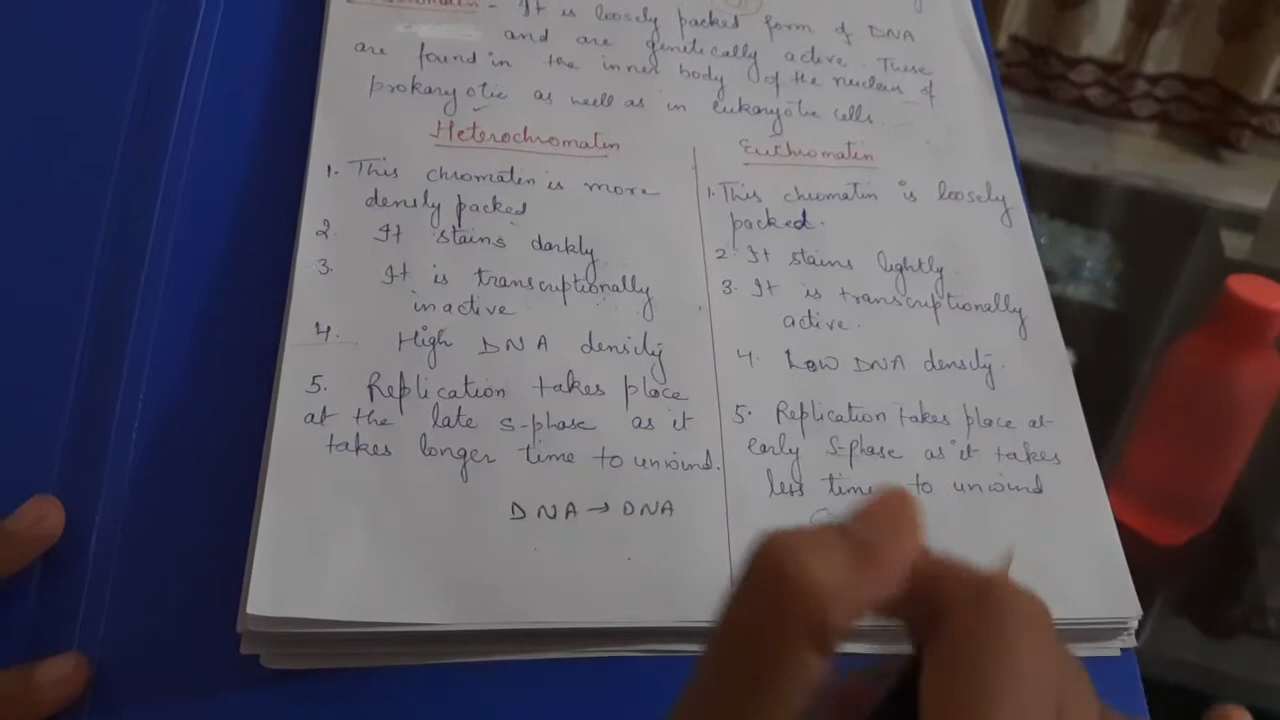 - It is loosely packed form of DNA
and are genetically active. These
are found in the inner body of the nucleus of
prokaryotic as well as in eukaryotic cells.
Heterochromatin
1. This chromatin is more
densly packed
2. It stains darkly
3. It is transcriptionally
inactive
4. High DNA density
5. Replication takes place
at the late S-phase as it
takes longer time to unwind.
DNA → DNA
Euchromatin
1. This chromatin is loosely
packed.
2. It stains lightly
3. It is transcriptionally
active.
4. Low DNA density.
5. Replication takes place at
early S-phase as it takes
less time to unwind